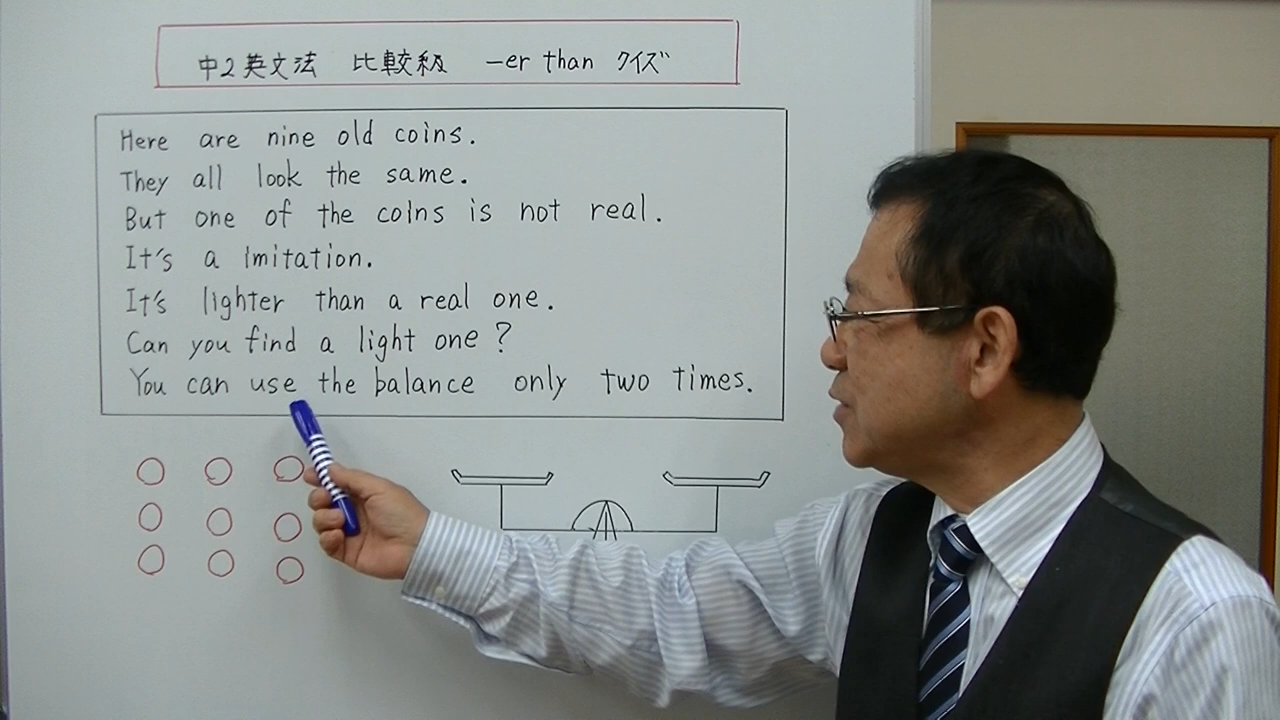 中2英文法 比較級 -er than クイズ
Here are nine old coins.
They all look the same.
But one of the coins is not real.
It's a imitation.
It's lighter than a real one.
Can you find a light one?
You can use the balance only two times.